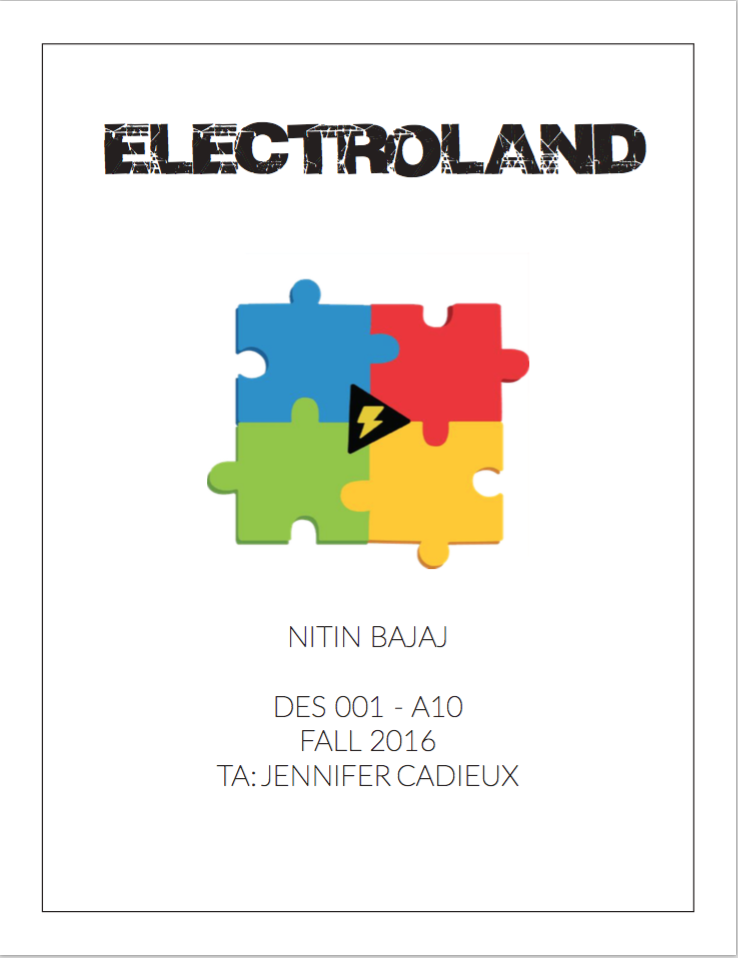 ELECTROLAND
NITIN BAJAJ
DES 001 - A10
FALL 2016
TA: JENNIFER CADIEUX